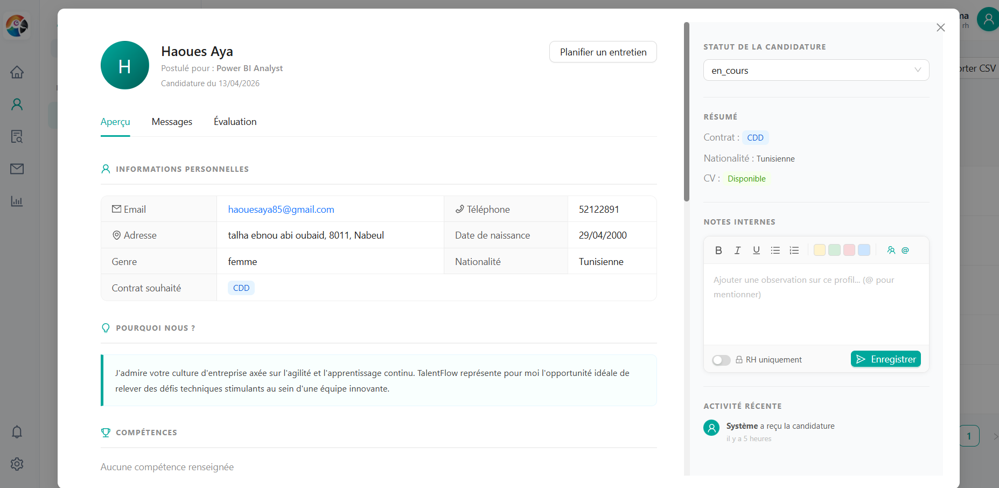 Haoues Aya
Postulé pour : Power BI Analyst
Candidature du 13/04/2026
H
Planifier un entretien
Aperçu
Messages
Évaluation
INFORMATIONS PERSONNELLES
Email
haouesaya85@gmail.com
Téléphone
52122891
Adresse
talha ebnou abi oubaid, 8011, Nabeul
Date de naissance
29/04/2000
Genre
femme
Nationalité
Tunisienne
Contrat souhaité
CDD
POURQUOI NOUS ?
J'admire votre culture d'entreprise axée sur l'agilité et l'apprentissage continu. TalentFlow représente pour moi l'opportunité idéale de
relever des défis techniques stimulants au sein d'une équipe innovante.
COMPÉTENCES
Aucune compétence renseignée
STATUT DE LA CANDIDATURE
en_cours
RÉSUMÉ
Contrat : CDD
Nationalité : Tunisienne
CV : Disponible
NOTES INTERNES
B I U @
Ajouter une observation sur ce profil... (@ pour
mentionner)
RH uniquement
Enregistrer
ACTIVITÉ RÉCENTE
Système a reçu la candidature
il y a 5 heures
rh
CSV
1